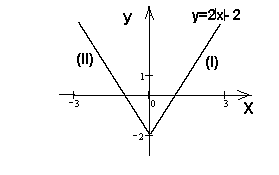 y y=2|x|- 2
(II) (I)
1
-3 0 3 X
-2